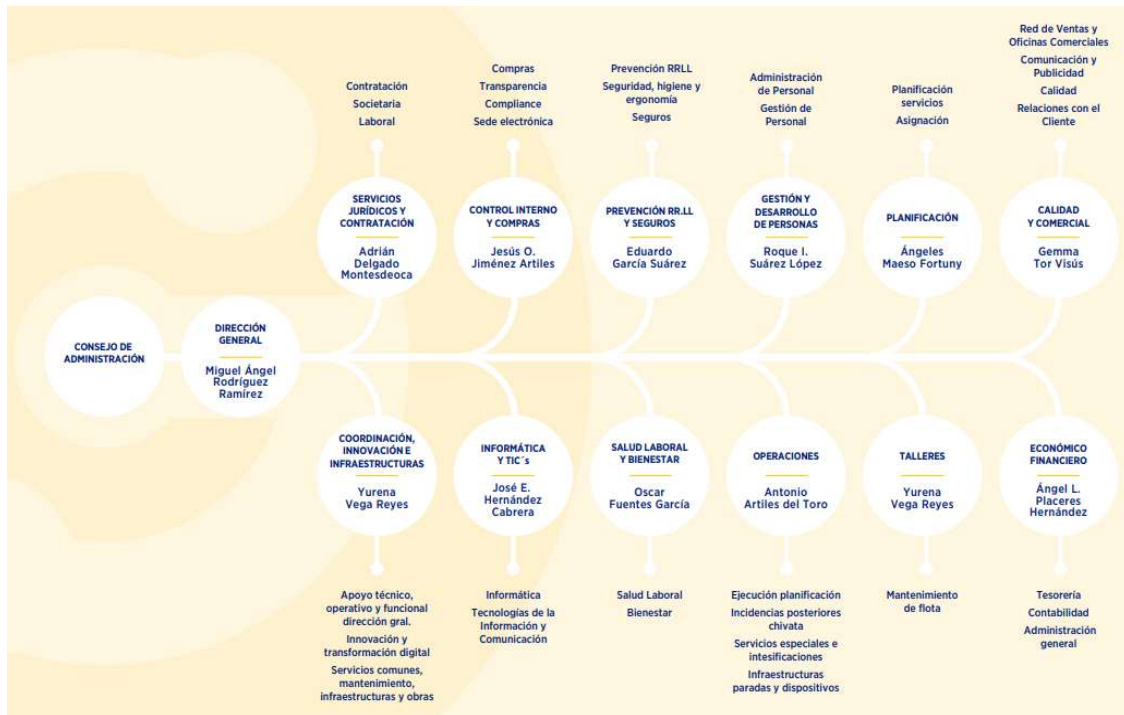 Contratación
Societaria
Laboral
Compras
Transparencia
Compliance
Sede electrónica
Prevención RRLL
Seguridad, higiene y
ergonomía
Seguros
Administración
de Personal
Gestión de
Personal
Planificación
servicios
Asignación
Red de Ventas y
Oficinas Comerciales
Comunicación y
Publicidad
Calidad
Relaciones con el
Cliente
SERVICIOS
JURÍDICOS Y
CONTRATACIÓN
Adrián
Delgado
Montesdeoca
CONTROL INTERNO
Y COMPRAS
Jesús O.
Jiménez Artiles
PREVENCIÓN RR.LL
Y SEGUROS
Eduardo
García Suárez
GESTIÓN Y
DESARROLLO
DE PERSONAS
Roque I.
Suárez López
PLANIFICACIÓN
Ángeles
Maeso Fortuny
CALIDAD
Y COMERCIAL
Gemma
Tor Visús
CONSEJO DE
ADMINISTRACIÓN
DIRECCIÓN
GENERAL
Miguel Ángel
Rodríguez
Ramírez
COORDINACIÓN,
INNOVACIÓN E
INFRAESTRUCTURAS
Yurena
Vega Reyes
INFORMÁTICA
Y TIC´s
José E.
Hernández
Cabrera
SALUD LABORAL
Y BIENESTAR
Oscar
Fuentes García
OPERACIONES
Antonio
Artiles del Toro
TALLERES
Yurena
Vega Reyes
ECONÓMICO
FINANCIERO
Ángel L.
Placeres
Hernández
Apoyo técnico,
operativo y funcional
dirección gral.
Innovación y
transformación digital
Servicios comunes,
mantenimiento,
infraestructuras y obras
Informática
Tecnologías de la
Información y
Comunicación
Salud Laboral
Bienestar
Ejecución planificación
Incidencias posteriores
chivata
Servicios especiales e
intesificaciones
Infraestructuras
paradas y dispositivos
Mantenimiento
de flota
Tesorería
Contabilidad
Administración
general